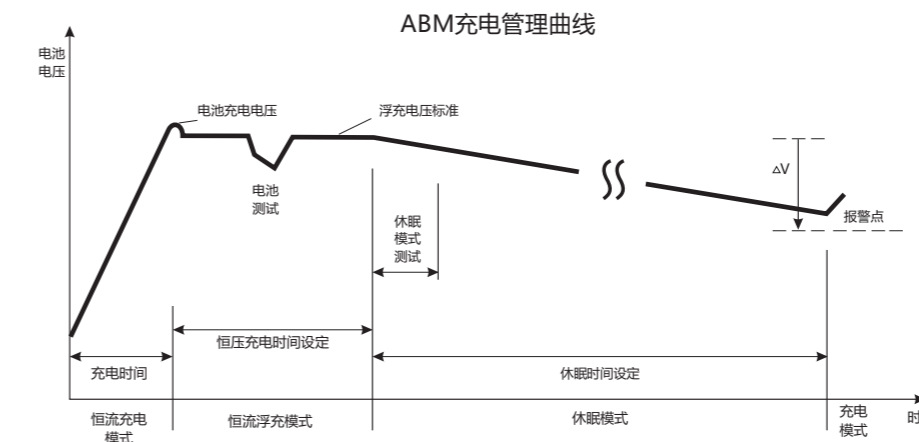 ABM充电管理曲线
电池
电压
电池充电电压
浮充电压标准
电池
测试
休眠
模式
测试
△V
报警点
恒压充电时间设定
充电时间
休眠时间设定
恒流充电
模式
恒流浮充模式
休眠模式
充电
模式
时